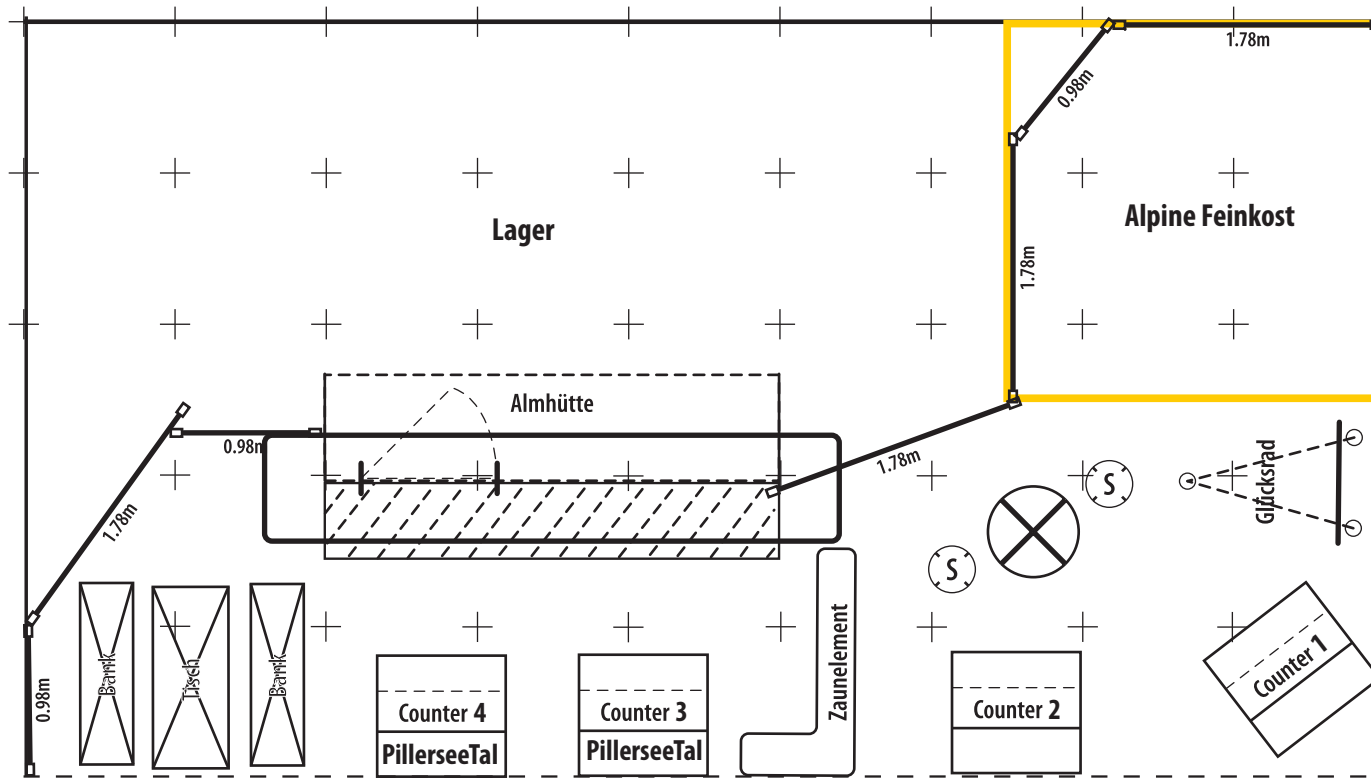 1.78m
0.98m
Lager
Alpine Feinkost
1.78m
Almhütte
0.98m
1.78m
Glücksrad
S
1.78m
S
Bank
Tisch
Bank
Zaunelement
Counter 1
0.98m
Counter 4
Counter 3
Counter 2
PillerseeTal
PillerseeTal